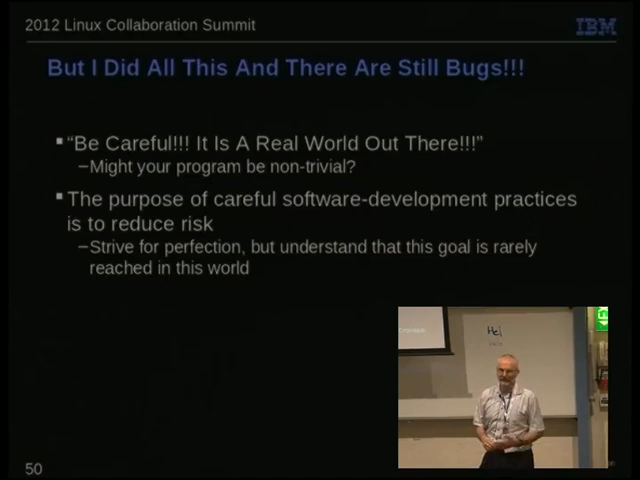 2012 Linux Collaboration Summit
IBM
But I Did All This And There Are Still Bugs!!!
▪ “Be Careful!!! It Is A Real World Out There!!!”
–Might your program be non-trivial?
▪ The purpose of careful software-development practices
is to reduce risk
–Strive for perfection, but understand that this goal is rarely
reached in this world
Hel
50